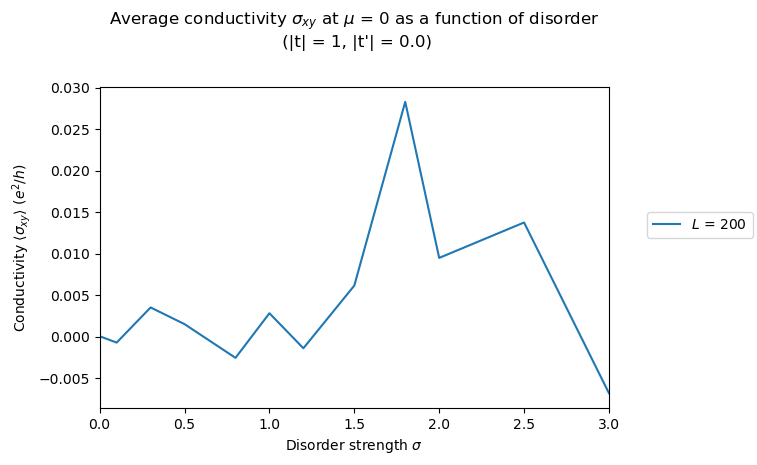 Average conductivity σxy at μ = 0 as a function of disorder
(|t| = 1, |t'| = 0.0)
0.030
0.025
0.020
0.015
0.010
0.005
0.000
−0.005
Conductivity ⟨σxy⟩ (e²/h)
0.0 0.5 1.0 1.5 2.0 2.5 3.0
Disorder strength σ
L = 200